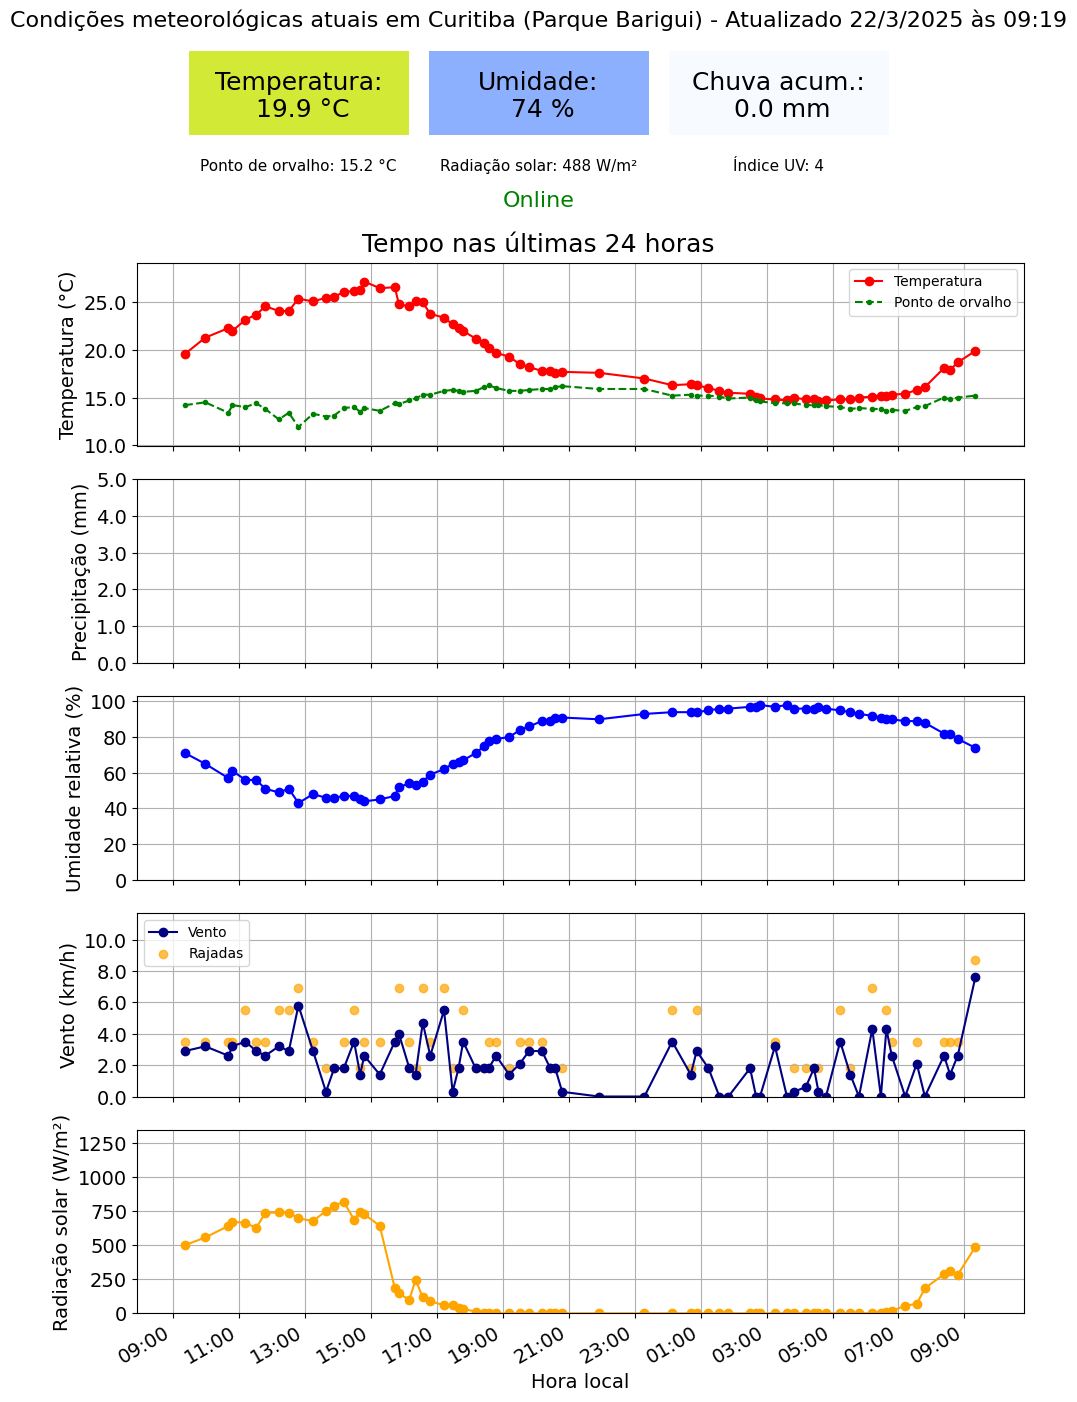 Condições meteorológicas atuais em Curitiba (Parque Barigui) - Atualizado 22/3/2025 às 09:19
Temperatura:
19.9 °C
Umidade:
74 %
Chuva acum.:
0.0 mm
Ponto de orvalho: 15.2 °C
Radiação solar: 488 W/m²
Índice UV: 4
Online
Tempo nas últimas 24 horas
Temperatura (°C)
25.0
20.0
15.0
10.0
Temperatura
Ponto de orvalho
Precipitação (mm)
5.0
4.0
3.0
2.0
1.0
0.0
Umidade relativa (%)
100
80
60
40
20
0
Vento (km/h)
10.0
8.0
6.0
4.0
2.0
0.0
Vento
Rajadas
Radiação solar (W/m²)
1250
1000
750
500
250
0
09:00
11:00
13:00
15:00
17:00
19:00
21:00
23:00
01:00
03:00
05:00
07:00
09:00
Hora local